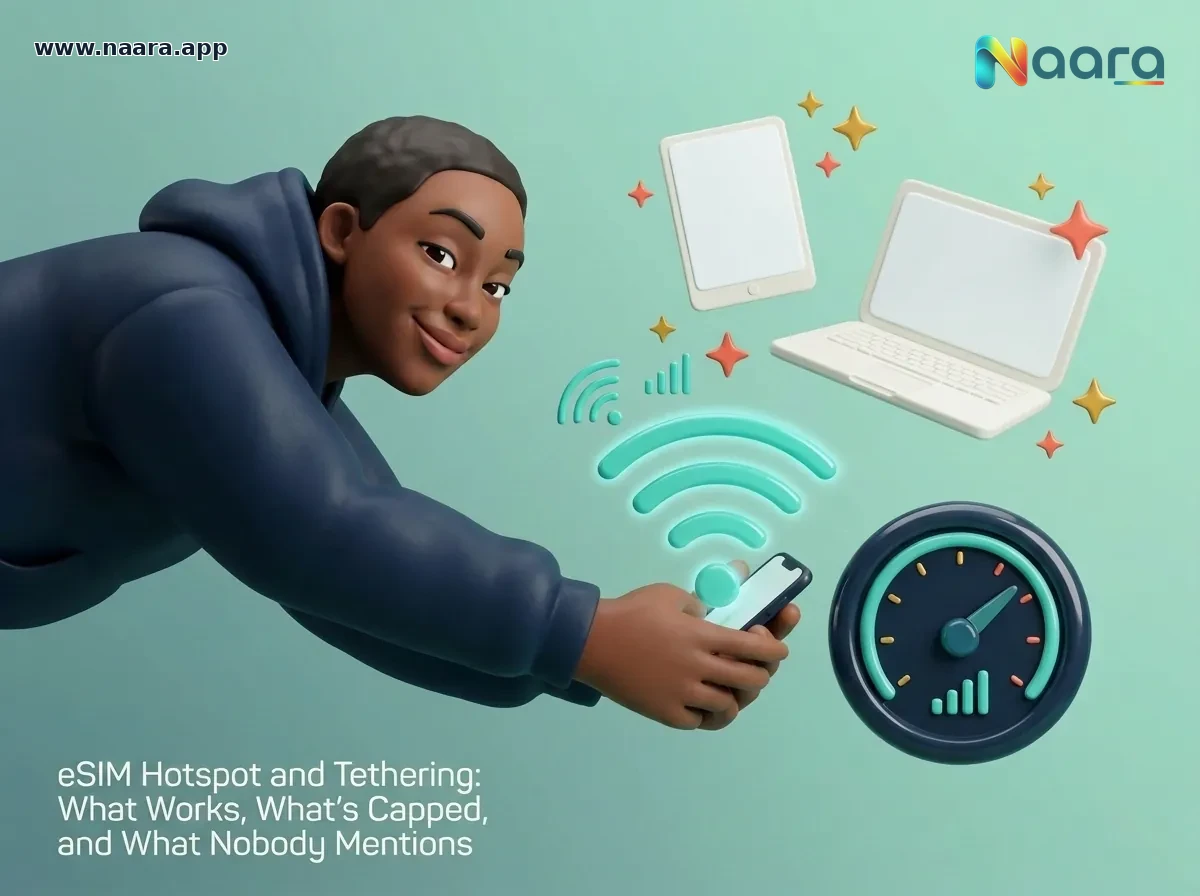 www.naara.app
Naara
eSIM Hotspot and Tethering:
What Works, What's Capped,
and What Nobody Mentions